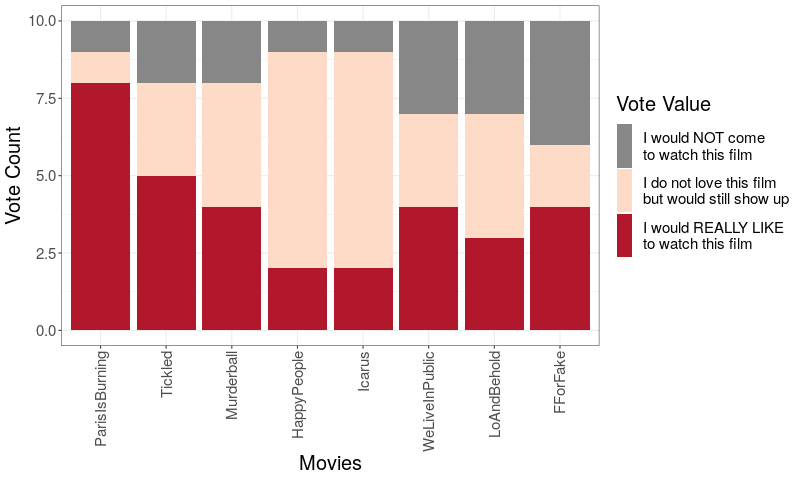 10.0
7.5
5.0
2.5
0.0
Vote Count
ParisIsBurning
Tickled
Murderball
HappyPeople
Icarus
WeLiveInPublic
LoAndBehold
FForFake
Movies
Vote Value
I would NOT come
to watch this film
I do not love this film
but would still show up
I would REALLY LIKE
to watch this film